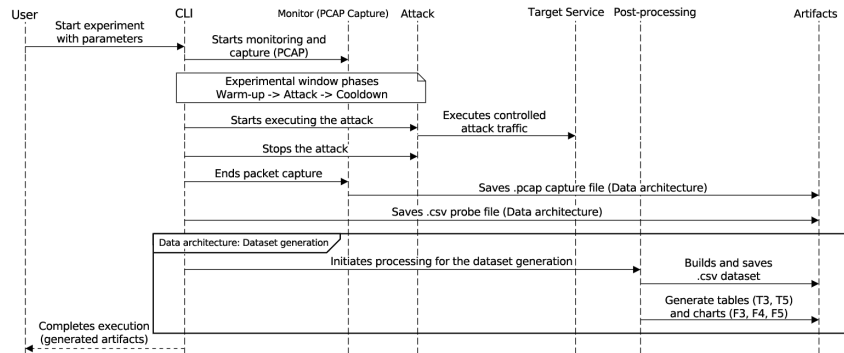 User
CLI
Monitor (PCAP Capture)
Attack
Target Service
Post-processing
Artifacts
Start experiment
with parameters
Starts monitoring and
capture (PCAP)
Experimental window phases
Warm-up -> Attack -> Cooldown
Starts executing the attack
Executes controlled
attack traffic
Stops the attack
Ends packet capture
Saves .pcap capture file (Data architecture)
Saves .csv probe file (Data architecture)
Data architecture: Dataset generation
Initiates processing for the dataset generation
Builds and saves
.csv dataset
Generate tables (T3, T5)
and charts (F3, F4, F5)
Completes execution
(generated artifacts)